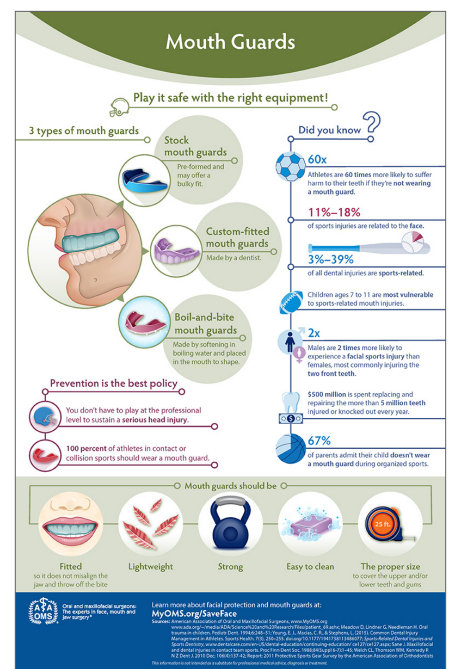 Mouth Guards
Play it safe with the right equipment!
3 types of mouth guards
Stock
mouth guards
Pre-formed and
may offer a
bulky fit.
Custom-fitted
mouth guards
Made by a dentist.
Boil-and-bite
mouth guards
Made by softening in
boiling water and placed
in the mouth to shape.
Did you know
60x
Athletes are 60 times more likely to suffer
harm to their teeth if they're not wearing
a mouth guard.
11%–18%
of sports injuries are related to the face.
3%–39%
of all dental injuries are sports-related.
Children ages 7 to 11 are most vulnerable
to sports-related mouth injuries.
2x
Males are 2 times more likely to
experience a facial sports injury than
females, most commonly injuring the
two front teeth.
$500 million is spent replacing and
repairing the more than 5 million teeth
injured or knocked out every year.
67%
of parents admit their child doesn't wear
a mouth guard during organized sports.
Prevention is the best policy
You don't have to play at the professional
level to sustain a serious head injury.
100 percent of athletes in contact or
collision sports should wear a mouth guard.
Mouth guards should be
25 ft.
Fitted
so it does not misalign the
jaw and throw off the bite
Lightweight
Strong
Easy to clean
The proper size
to cover the upper and/or
lower teeth and gums
Oral and maxillofacial surgeons:
The experts in face, mouth and
jaw surgery
Learn more about facial protection and mouth guards at:
MyOMS.org/SaveFace
Sources: American Association of Oral and Maxillofacial Surgeons, www.MyOMS.org
This information is not intended as a substitute for professional medical advice, diagnosis or treatment.